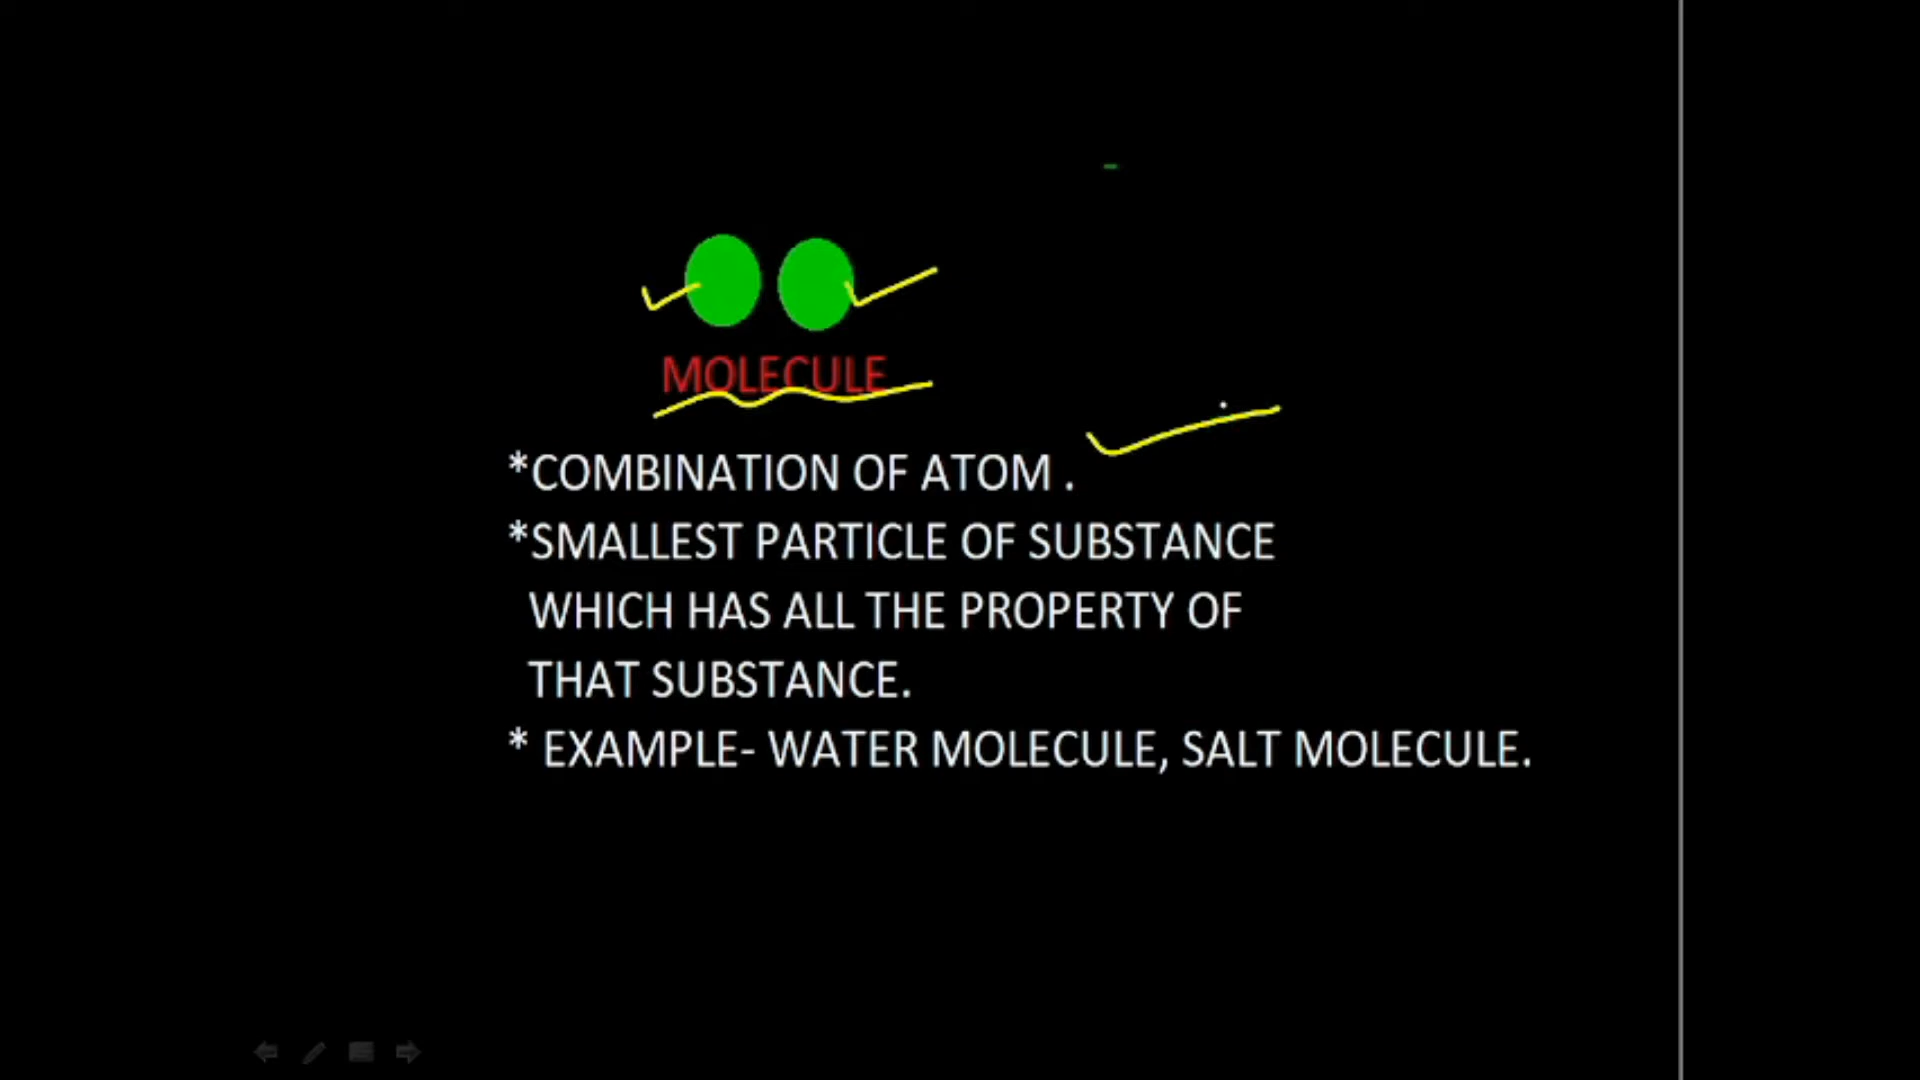 MOLECULE
*COMBINATION OF ATOM .
*SMALLEST PARTICLE OF SUBSTANCE
WHICH HAS ALL THE PROPERTY OF
THAT SUBSTANCE.
* EXAMPLE- WATER MOLECULE, SALT MOLECULE.